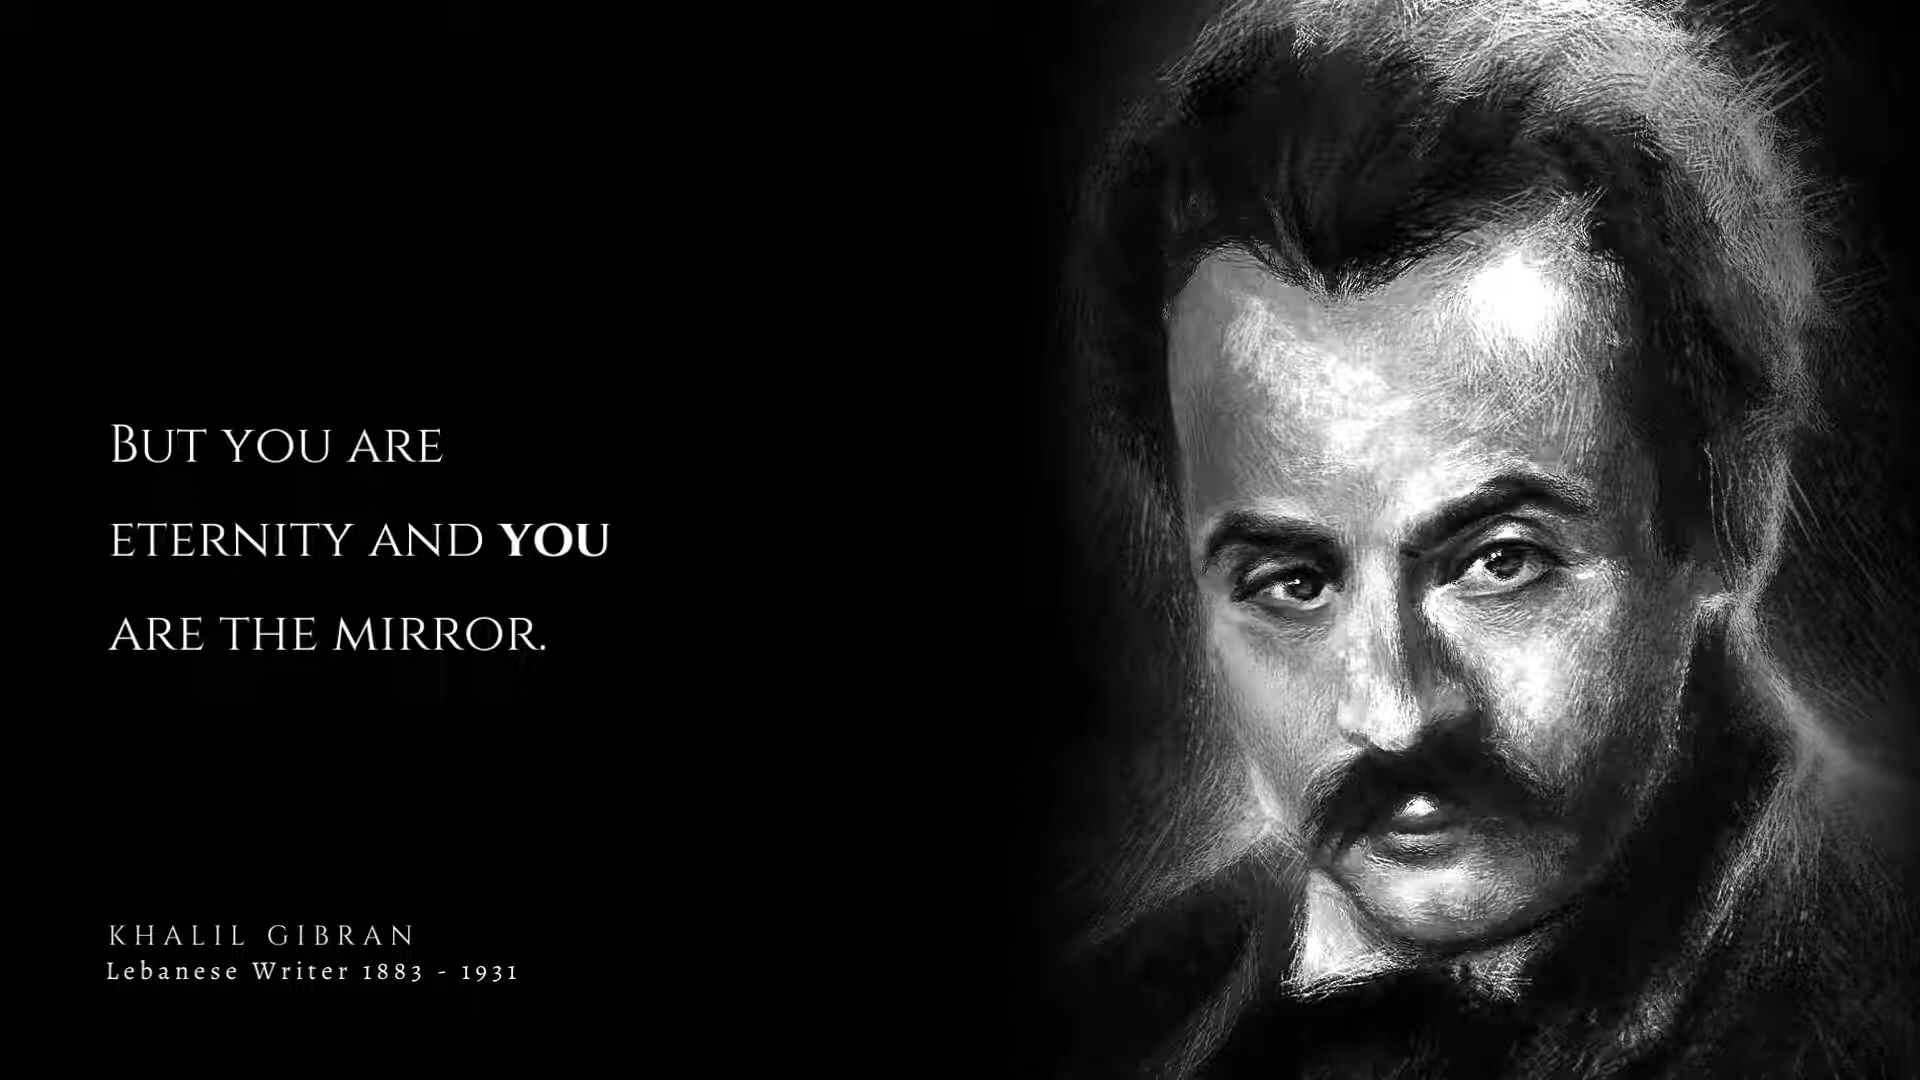 But you are
eternity and you
are the mirror.
KHALIL GIBRAN
Lebanese Writer 1883 - 1931